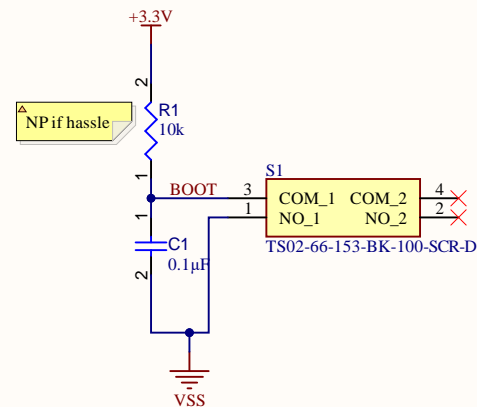 +3.3V
2
R1
10k
NP if hassle
1
BOOT
S1
3
COM_1
COM_2
4
1
NO_1
NO_2
2
TS02-66-153-BK-100-SCR-D
1
C1
0.1µF
2
VSS